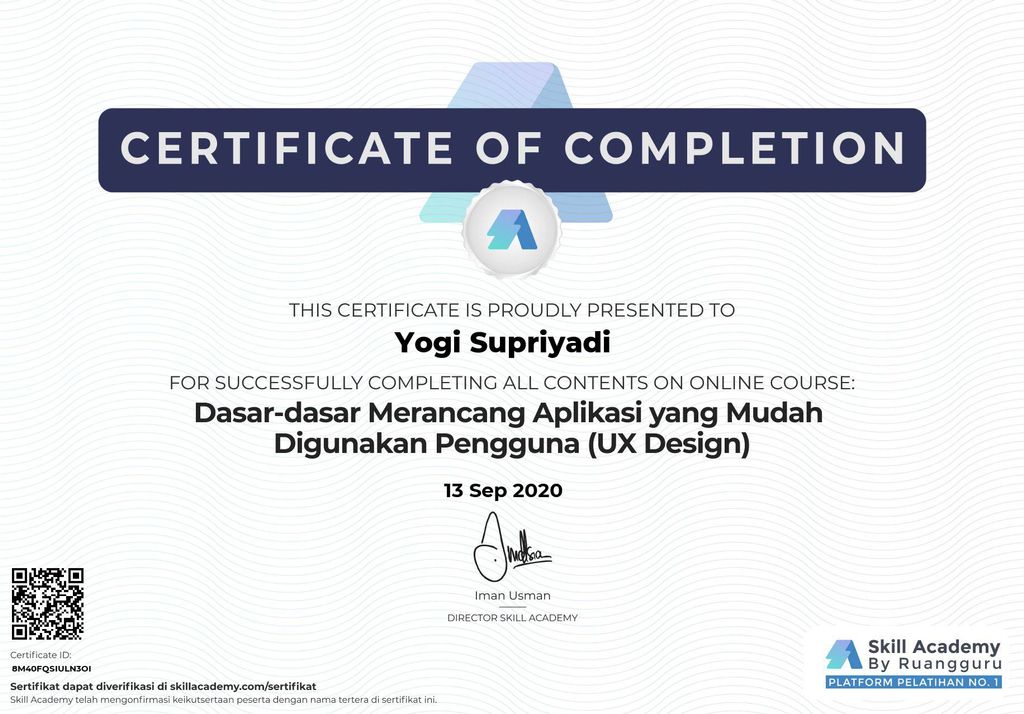 CERTIFICATE OF COMPLETION
THIS CERTIFICATE IS PROUDLY PRESENTED TO
Yogi Supriyadi
FOR SUCCESSFULLY COMPLETING ALL CONTENTS ON ONLINE COURSE:
Dasar-dasar Merancang Aplikasi yang Mudah
Digunakan Pengguna (UX Design)
13 Sep 2020
Iman Usman
DIRECTOR SKILL ACADEMY
Certificate ID:
8M40FQSIULN3OI
Sertifikat dapat diverifikasi di skillacademy.com/sertifikat
Skill Academy telah mengonfirmasi keikutsertaan peserta dengan nama tertera di sertifikat ini.
Skill Academy
By Ruangguru
PLATFORM PELATIHAN NO. 1